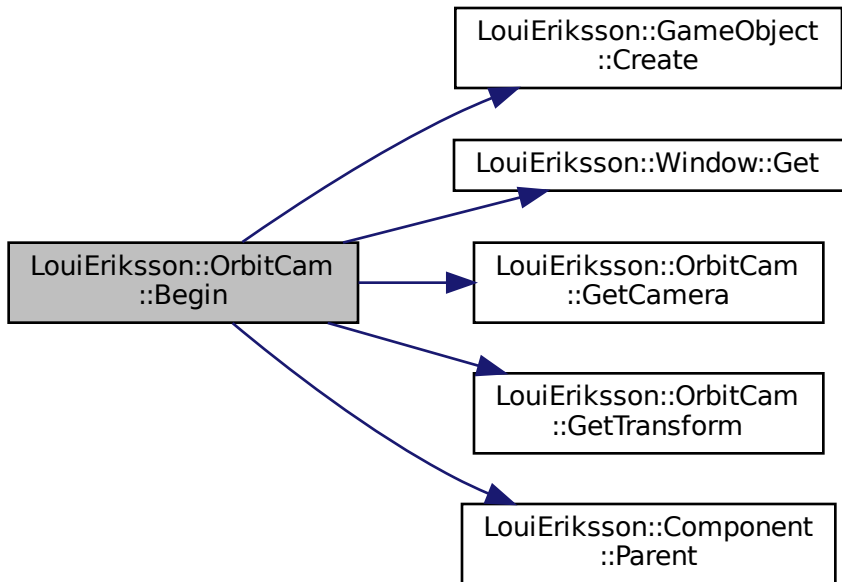 LouiEriksson::GameObject
::Create
LouiEriksson::Window::Get
LouiEriksson::OrbitCam
::Begin
LouiEriksson::OrbitCam
::GetCamera
LouiEriksson::OrbitCam
::GetTransform
LouiEriksson::Component
::Parent